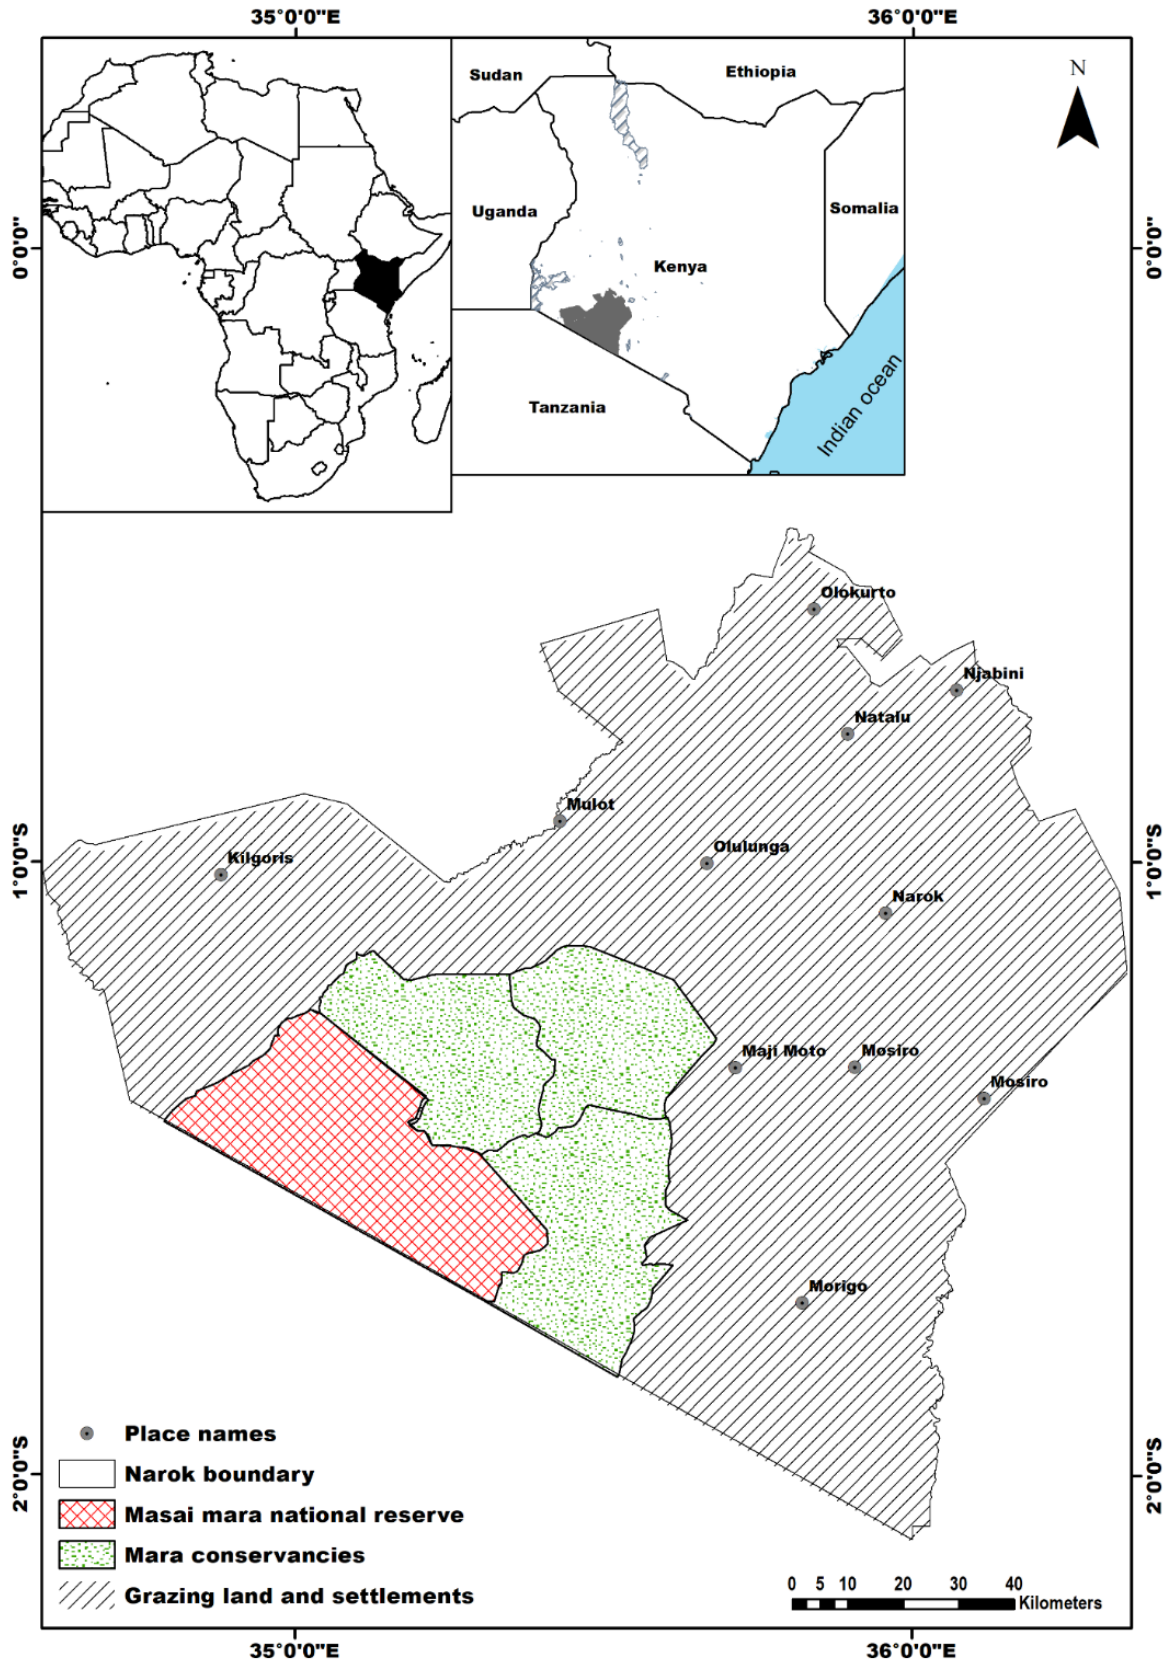 35°0'0"E
36°0'0"E
Sudan
Ethiopia
N
Uganda
Somalia
0°0'0"
0°0'0"
Kenya
Tanzania
Indian ocean
Olokurto
Njabini
Natalu
Mulot
Olulunga
Kilgoris
1°0'0"S
1°0'0"S
Narok
Maji Moto
Mosiro
Mosiro
Morigo
Place names
Narok boundary
2°0'0"S
2°0'0"S
Masai mara national reserve
Mara conservancies
Grazing land and settlements
0 5 10 20 30 40
Kilometers
35°0'0"E
36°0'0"E